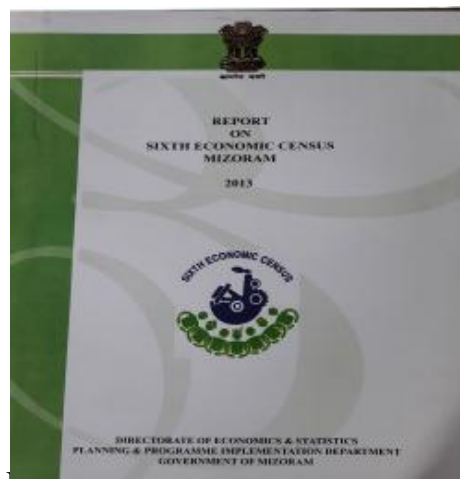 REPORT
ON
SIXTH ECONOMIC CENSUS
MIZORAM
2013
SIXTH ECONOMIC CENSUS
DIRECTORATE OF ECONOMICS & STATISTICS
PLANNING & PROGRAMME IMPLEMENTATION DEPARTMENT
GOVERNMENT OF MIZORAM